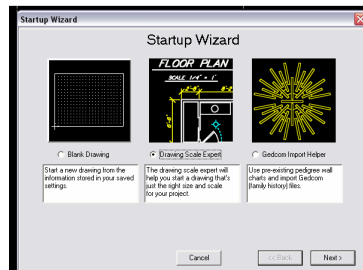 Startup Wizard
Startup Wizard
FLOOR PLAN
SCALE 1/4" = 1'
Blank Drawing
Drawing Scale Expert
Gedcom Import Helper
Start a new drawing from the
information stored in your saved
settings.
The drawing scale expert will
help you start a drawing that's
just the right size and scale
for your project.
Use pre-existing pedigree wall
charts and import Gedcom
(family history) files.
Cancel
<< Back
Next >